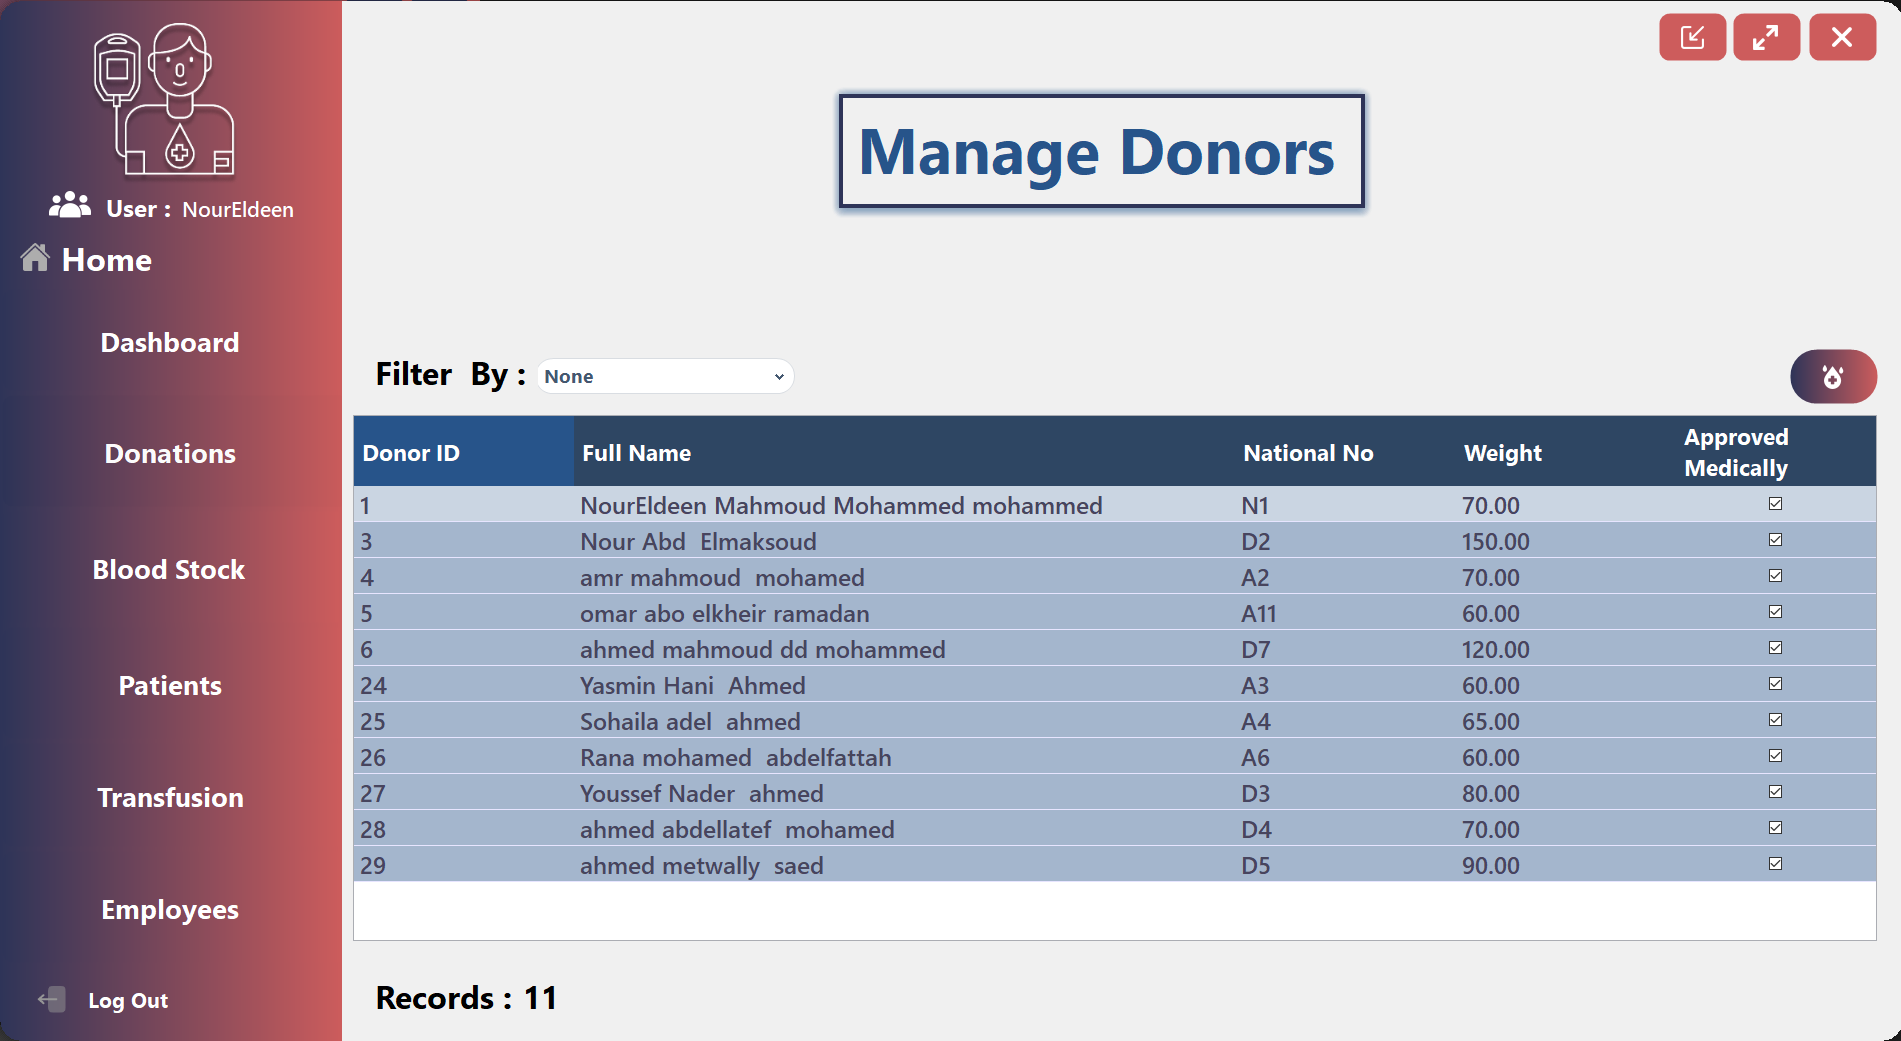 User : NourEldeen
Home
Dashboard
Donations
Blood Stock
Patients
Transfusion
Employees
Log Out
Manage Donors
Filter By : None
Donor ID Full Name National No Weight Approved Medically
1 NourEldeen Mahmoud Mohammed mohammed N1 70.00
3 Nour Abd Elmaksoud D2 150.00
4 amr mahmoud mohamed A2 70.00
5 omar abo elkheir ramadan A11 60.00
6 ahmed mahmoud dd mohammed D7 120.00
24 Yasmin Hani Ahmed A3 60.00
25 Sohaila adel ahmed A4 65.00
26 Rana mohamed abdelfattah A6 60.00
27 Youssef Nader ahmed D3 80.00
28 ahmed abdellatef mohamed D4 70.00
29 ahmed metwally saed D5 90.00
Records : 11